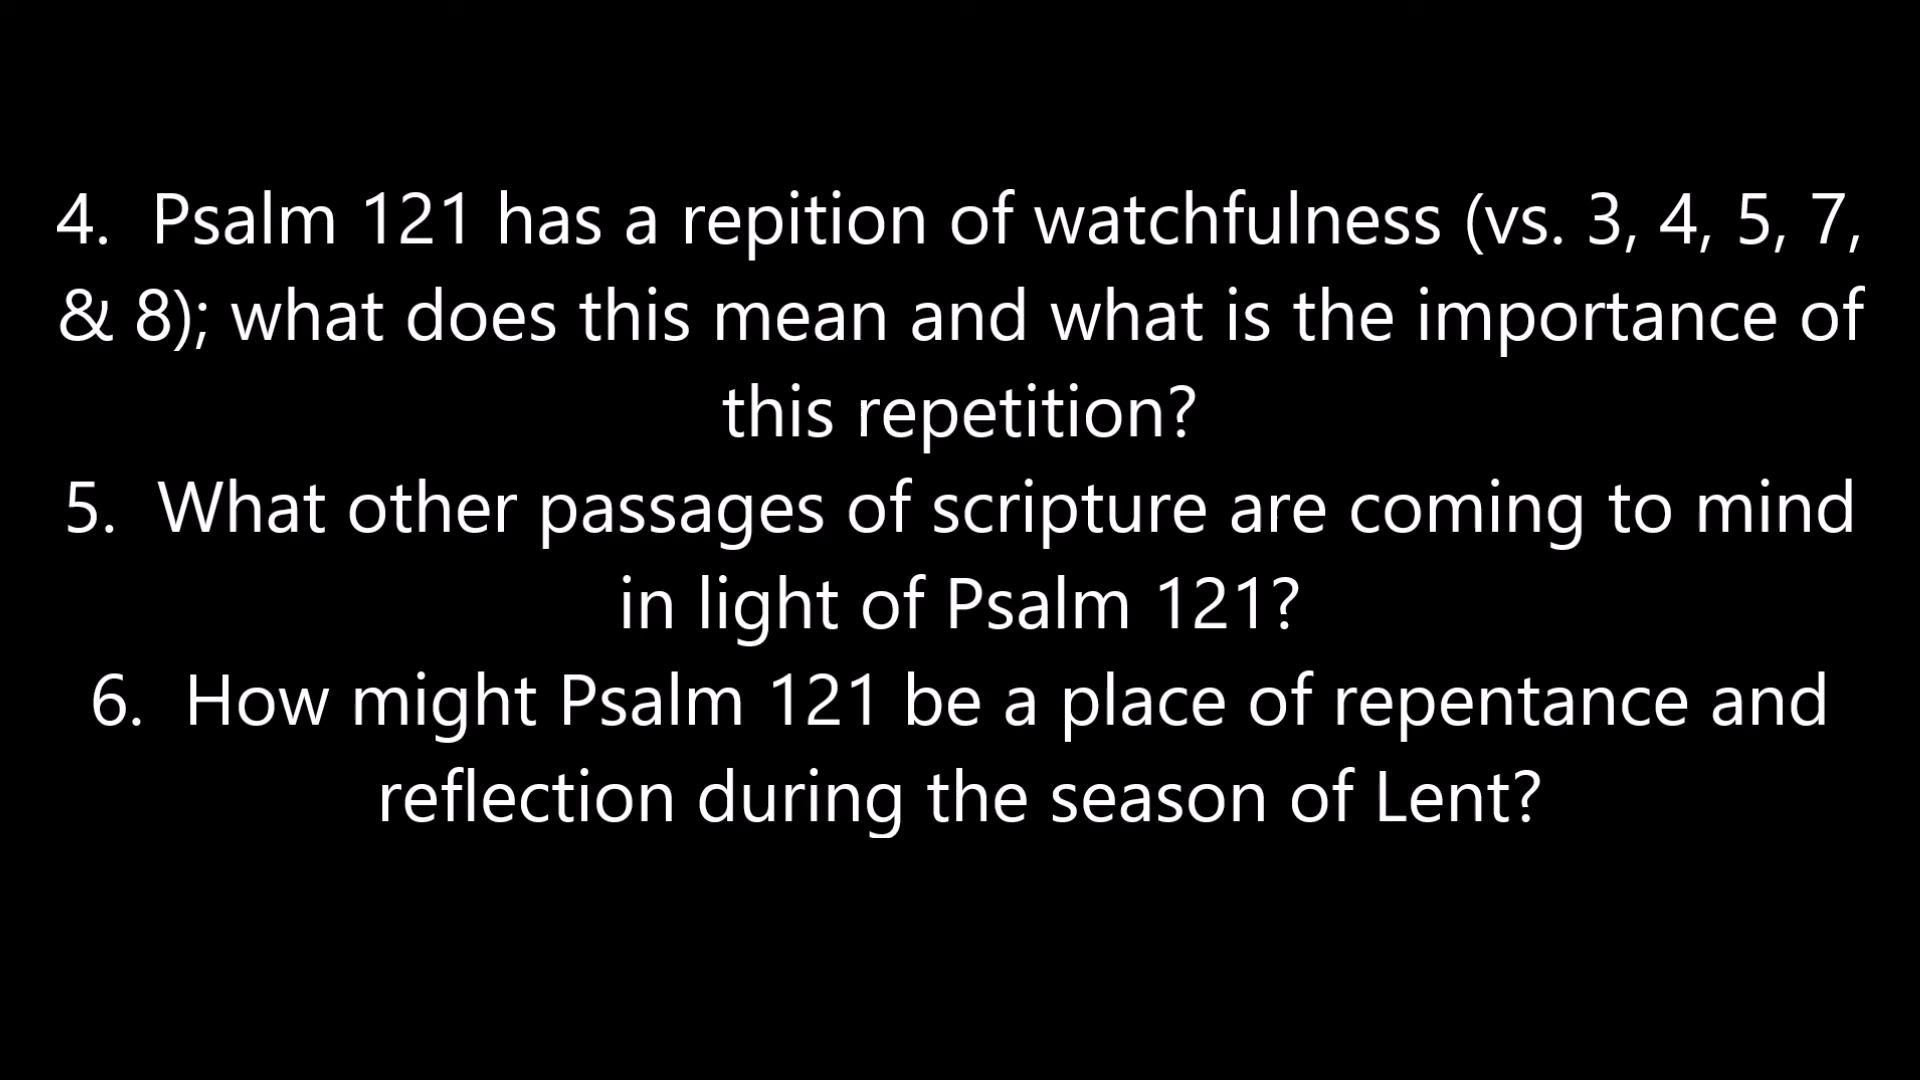 4.  Psalm 121 has a repition of watchfulness (vs. 3, 4, 5, 7,
& 8); what does this mean and what is the importance of
this repetition?
5.  What other passages of scripture are coming to mind
in light of Psalm 121?
6.  How might Psalm 121 be a place of repentance and
reflection during the season of Lent?